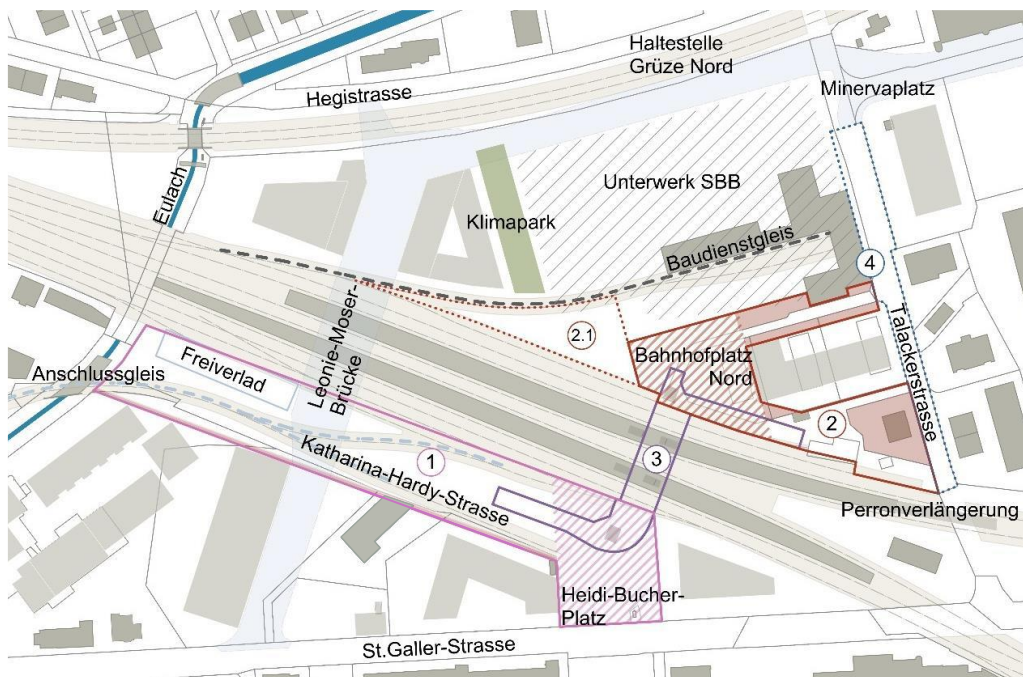 Haltestelle
Grüze Nord
Hegistrasse
Minervaplatz
Eulach
Unterwerk SBB
Klimapark
Baudienstgleis
4
2.1
Talackerstrasse
Bahnhofplatz
Nord
Freiverlad
Anschlussgleis
Leonie-Moser-
Brücke
2
1
3
Katharina-Hardy-Strasse
Perronverlängerung
Heidi-Bucher-
Platz
St.Galler-Strasse